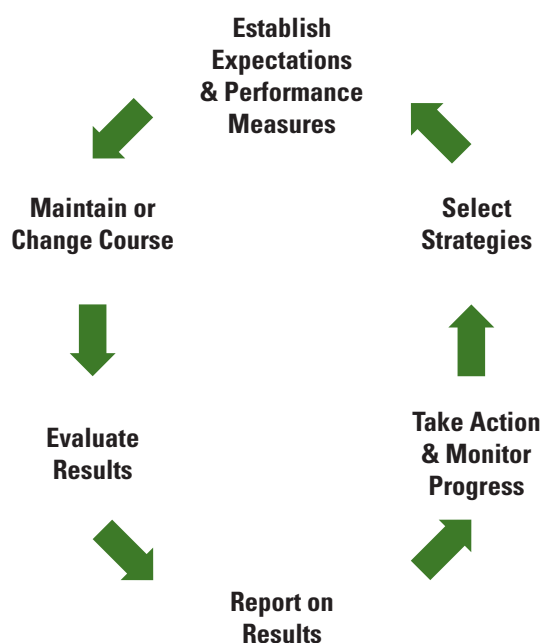 Establish
Expectations
& Performance
Measures
Maintain or
Change Course
Select
Strategies
Evaluate
Results
Take Action
& Monitor
Progress
Report on
Results